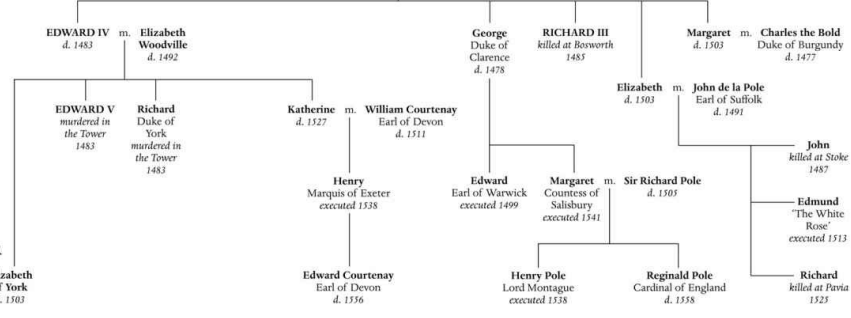 EDWARD IV m. Elizabeth
d. 1483 Woodville
d. 1492
George
Duke of
Clarence
d. 1478
RICHARD III
killed at Bosworth
1485
Margaret m. Charles the Bold
d. 1503 Duke of Burgundy
d. 1477
Elizabeth m. John de la Pole
d. 1503 Earl of Suffolk
d. 1491
EDWARD V
murdered in
the Tower
1483
Richard
Duke of
York
murdered in
the Tower
1483
Katherine m. William Courtenay
d. 1527 Earl of Devon
d. 1511
John
killed at Stoke
1487
Henry
Marquis of Exeter
executed 1538
Edward
Earl of Warwick
executed 1499
Margaret m. Sir Richard Pole
Countess of d. 1505
Salisbury
executed 1541
Edmund
'The White
Rose'
executed 1513
zabeth
f York
. 1503
Edward Courtenay
Earl of Devon
d. 1556
Henry Pole
Lord Montague
executed 1538
Reginald Pole
Cardinal of England
d. 1558
Richard
killed at Pavia
1525